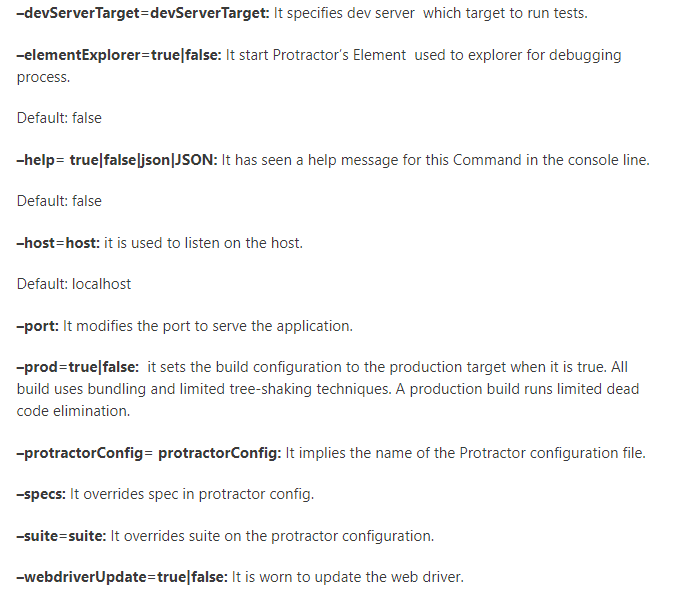 –devServerTarget=devServerTarget: It specifies dev server  which target to run tests.
–elementExplorer=true|false: It start Protractor’s Element  used to explorer for debugging
process.
Default: false
–help= true|false|json|JSON: It has seen a help message for this Command in the console line.
Default: false
–host=host: it is used to listen on the host.
Default: localhost
–port: It modifies the port to serve the application.
–prod=true|false:  it sets the build configuration to the production target when it is true. All
build uses bundling and limited tree-shaking techniques. A production build runs limited dead
code elimination.
–protractorConfig= protractorConfig: It implies the name of the Protractor configuration file.
–specs: It overrides spec in protractor config.
–suite=suite: It overrides suite on the protractor configuration.
–webdriverUpdate=true|false: It is worn to update the web driver.